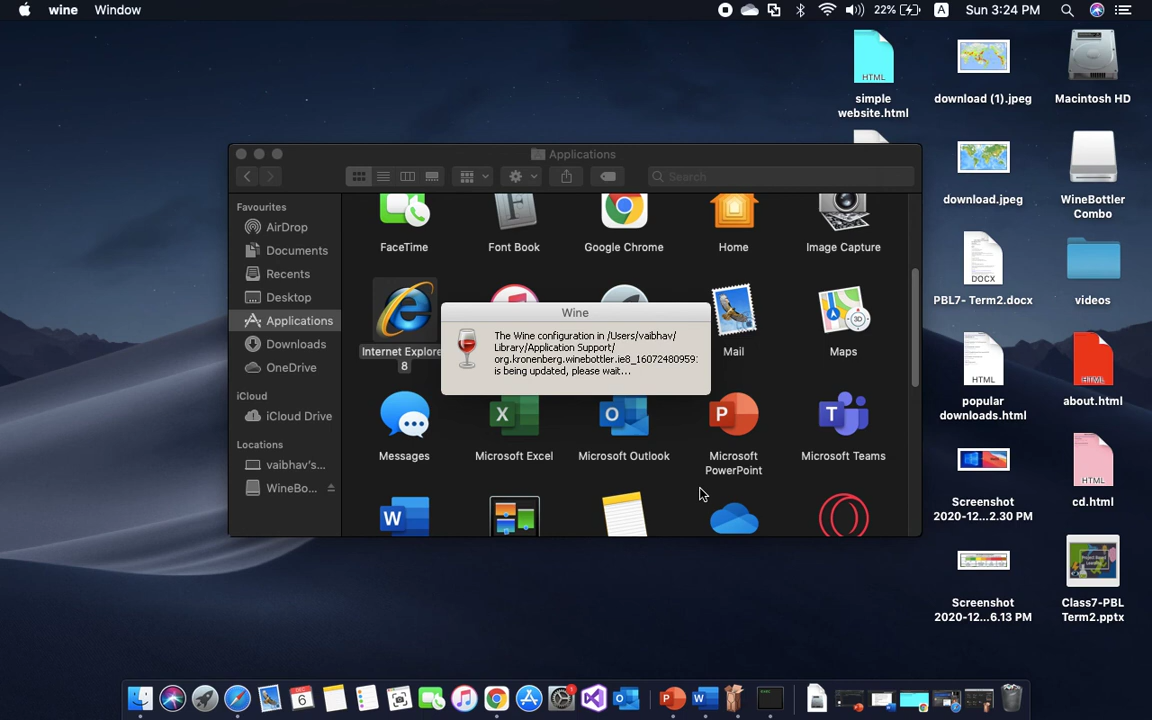 wine Window 22% A Sun 3:24 PM
HTML
simple
website.html
download (1).jpeg
Macintosh HD
download.jpeg
WineBottler
Combo
DOCX
PBL7- Term2.docx
videos
HTML
popular
downloads.html
HTML
about.html
Screenshot
2020-12...2.30 PM
HTML
cd.html
Screenshot
2020-12...6.13 PM
Class7-PBL
Term2.pptx
Applications
Search
Favourites
AirDrop
Documents
Recents
Desktop
Applications
Downloads
OneDrive
iCloud
iCloud Drive
Locations
vaibhav's...
WineBo...
FaceTime
Font Book
Google Chrome
Home
Image Capture
Internet Explore
8
Mail
Maps
Wine
The Wine configuration in /Users/vaibhav/
Library/Application Support/
org.kronenberg.winebottler.ie8_16072480959
is being updated, please wait...
Messages
Microsoft Excel
Microsoft Outlook
Microsoft
PowerPoint
Microsoft Teams